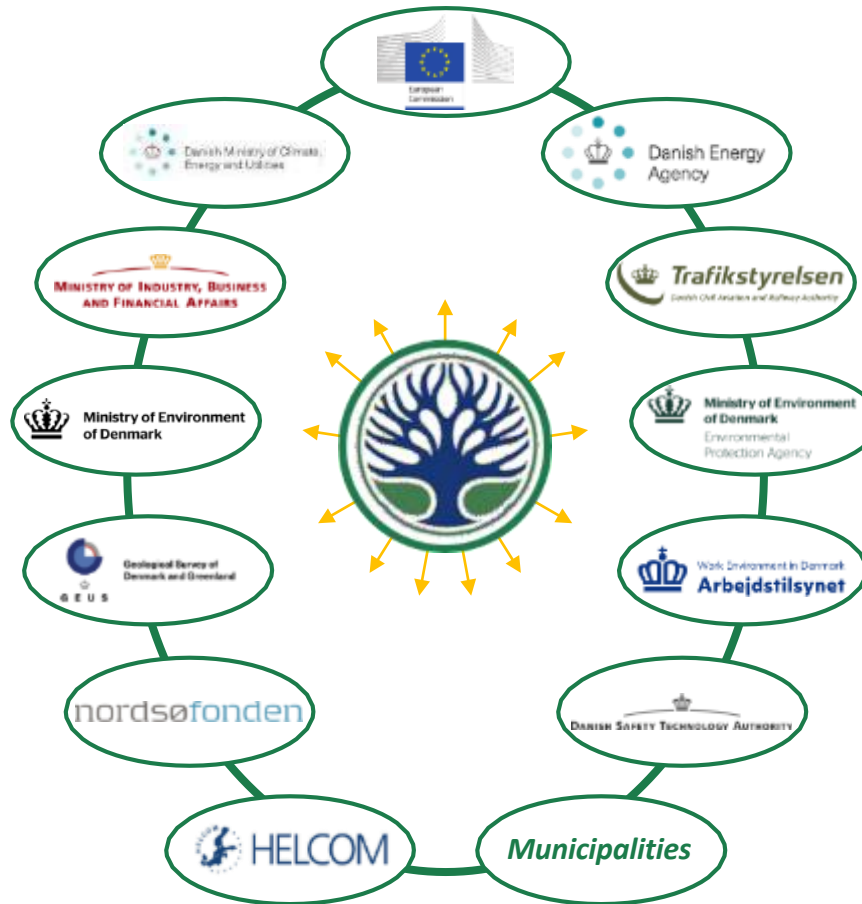 European
Commission
Danish Ministry of Climate,
Energy and Utilities
Danish Energy
Agency
MINISTRY OF INDUSTRY, BUSINESS
AND FINANCIAL AFFAIRS
Trafikstyrelsen
Danish Civil Aviation and Railway Authority
Ministry of Environment
of Denmark
Ministry of Environment
of Denmark
Environmental
Protection Agency
Geological Survey of
Denmark and Greenland
G E U S
Work Environment in Denmark
Arbejdstilsynet
nordsøfonden
DANISH SAFETY TECHNOLOGY AUTHORITY
HELCOM
HELCOM
Municipalities